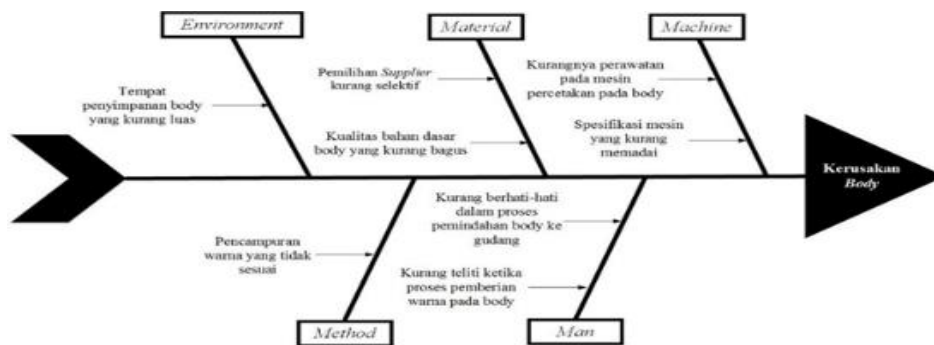 Environment
Material
Machine
Tempat
penyimpanan body
yang kurang luas
Pemilihan Supplier
kurang selektif
Kualitas bahan dasar
body yang kurang bagus
Kurangnya perawatan
pada mesin
percetakan pada body
Spesifikasi mesin
yang kurang
memadai
Kerusakan
Body
Pencampuran
warna yang tidak
sesuai
Kurang berhati-hati
dalam proses
pemindahan body ke
gudang
Kurang teliti ketika
proses pemberian
warna pada body
Method
Man